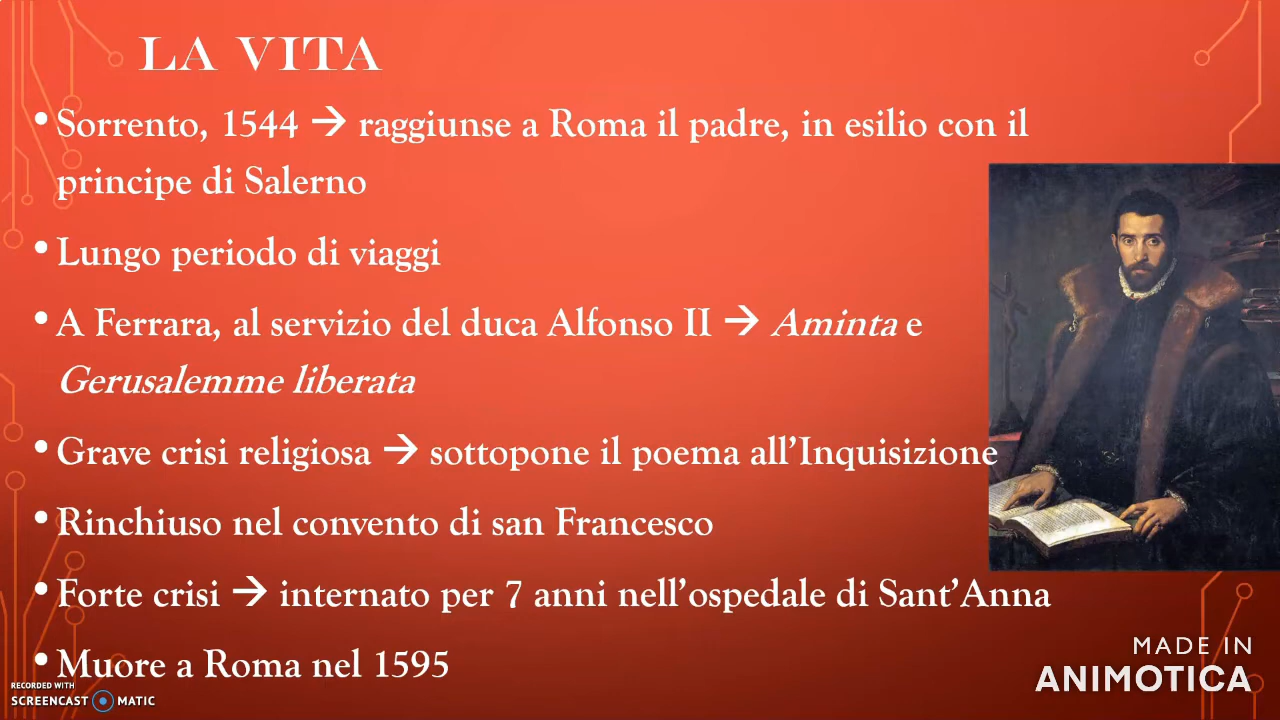 LA VITA
• Sorrento, 1544 → raggiunse a Roma il padre, in esilio con il
principe di Salerno
• Lungo periodo di viaggi
• A Ferrara, al servizio del duca Alfonso II → Aminta e
Gerusalemme liberata
• Grave crisi religiosa → sottopone il poema all’Inquisizione
• Rinchiuso nel convento di san Francesco
• Forte crisi → internato per 7 anni nell’ospedale di Sant’Anna
• Muore a Roma nel 1595
RECORDED WITH
SCREENCAST MATIC
MADE IN
ANIMOTICA